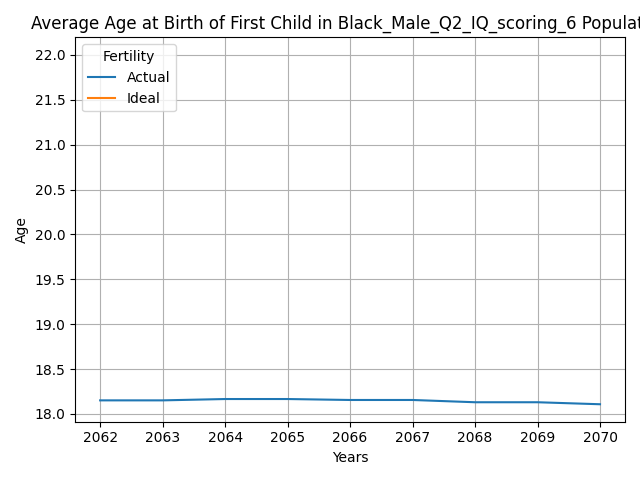 Average Age at Birth of First Child in Black_Male_Q2_IQ_scoring_6 Populat
Fertility
Actual
Ideal
22.0
21.5
21.0
20.5
20.0
19.5
19.0
18.5
18.0
Age
2062 2063 2064 2065 2066 2067 2068 2069 2070
Years